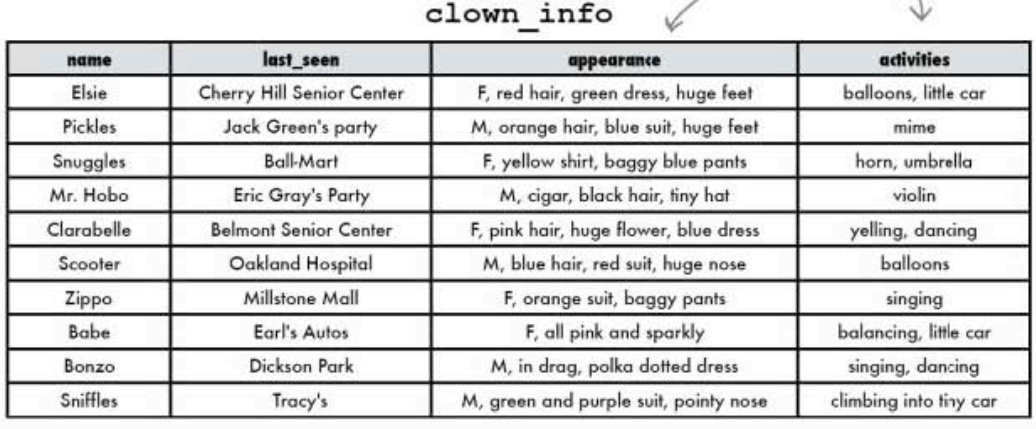 clown_info
name last_seen appearance activities
Elsie Cherry Hill Senior Center F, red hair, green dress, huge feet balloons, little car
Pickles Jack Green's party M, orange hair, blue suit, huge feet mime
Snuggles Ball-Mart F, yellow shirt, baggy blue pants horn, umbrella
Mr. Hobo Eric Gray's Party M, cigar, black hair, tiny hat violin
Clarabelle Belmont Senior Center F, pink hair, huge flower, blue dress yelling, dancing
Scooter Oakland Hospital M, blue hair, red suit, huge nose balloons
Zippo Millstone Mall F, orange suit, baggy pants singing
Babe Earl's Autos F, all pink and sparkly balancing, little car
Bonzo Dickson Park M, in drag, polka dotted dress singing, dancing
Sniffles Tracy's M, green and purple suit, pointy nose climbing into tiny car